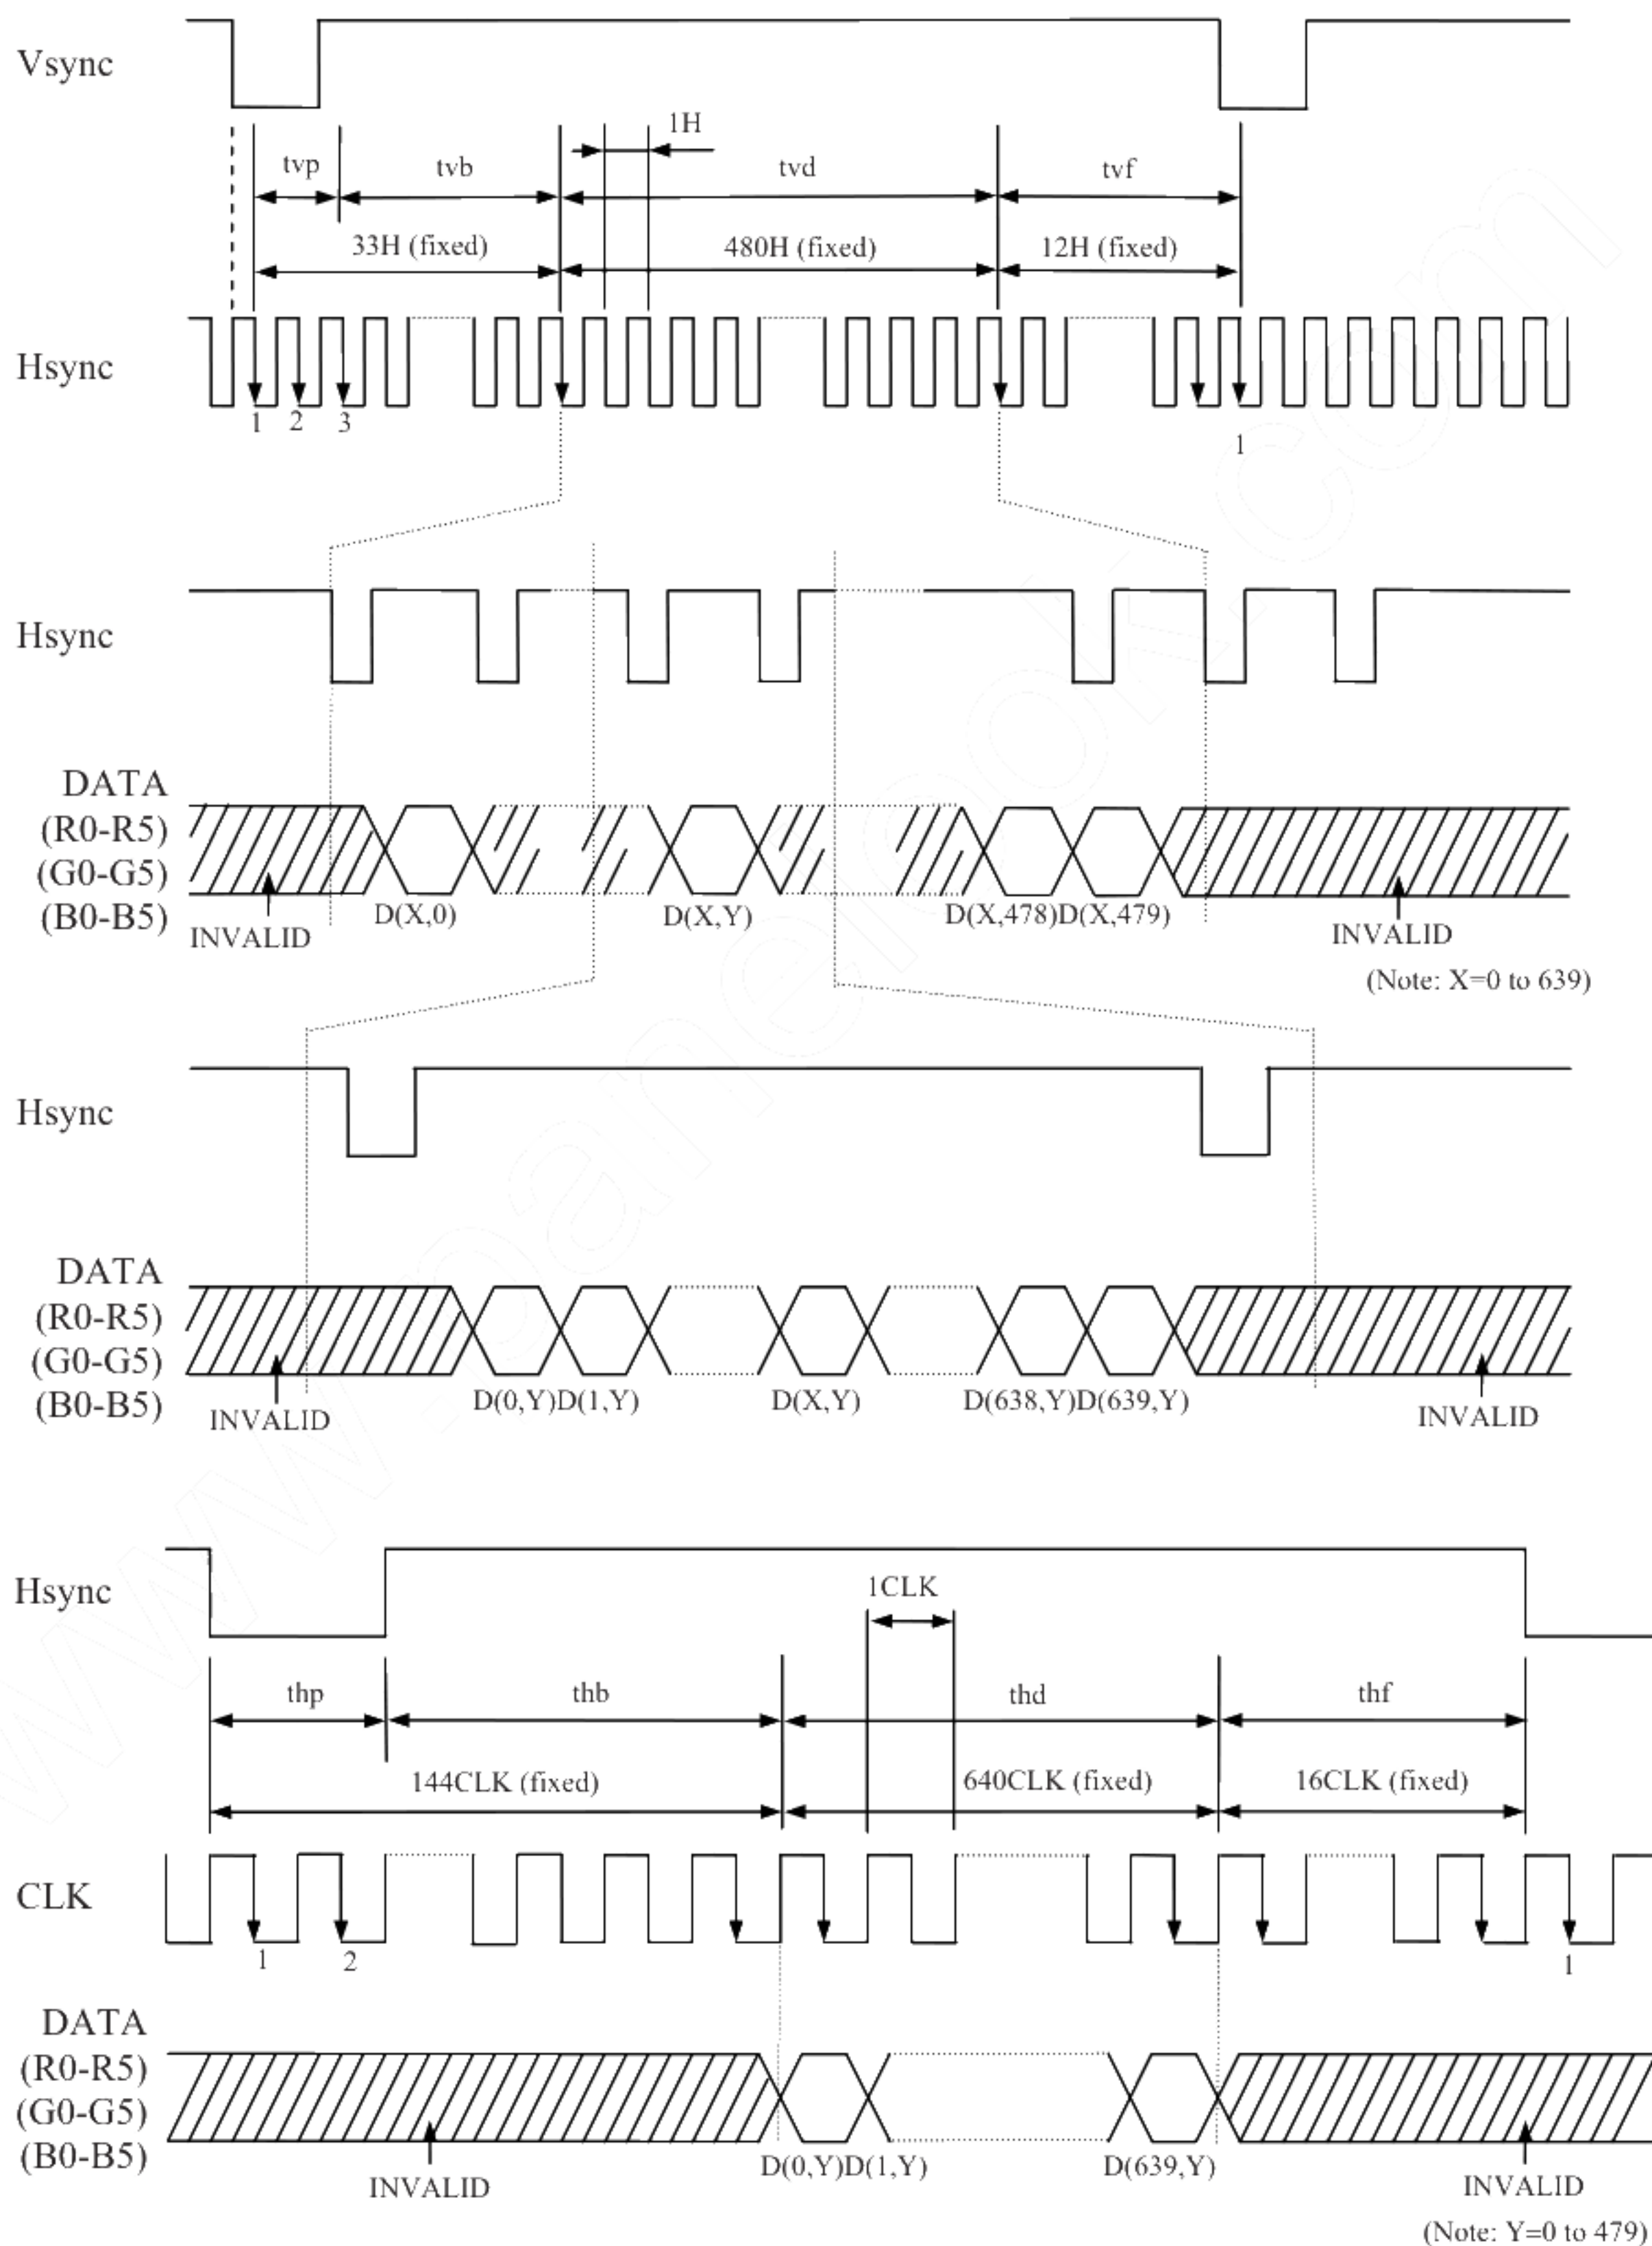 Vsync
1H
tvp
tvb
tvd
tvf
33H (fixed)
480H (fixed)
12H (fixed)
Hsync
1
2
3
1
Hsync
DATA
(R0-R5)
(G0-G5)
(B0-B5)
D(X,0)
D(X,Y)
D(X,478)D(X,479)
INVALID
INVALID
(Note: X=0 to 639)
Hsync
DATA
(R0-R5)
(G0-G5)
(B0-B5)
D(0,Y)D(1,Y)
D(X,Y)
D(638,Y)D(639,Y)
INVALID
INVALID
Hsync
1CLK
thp
thb
thd
thf
144CLK (fixed)
640CLK (fixed)
16CLK (fixed)
CLK
1
2
1
DATA
(R0-R5)
(G0-G5)
(B0-B5)
D(0,Y)D(1,Y)
D(639,Y)
INVALID
INVALID
(Note: Y=0 to 479)